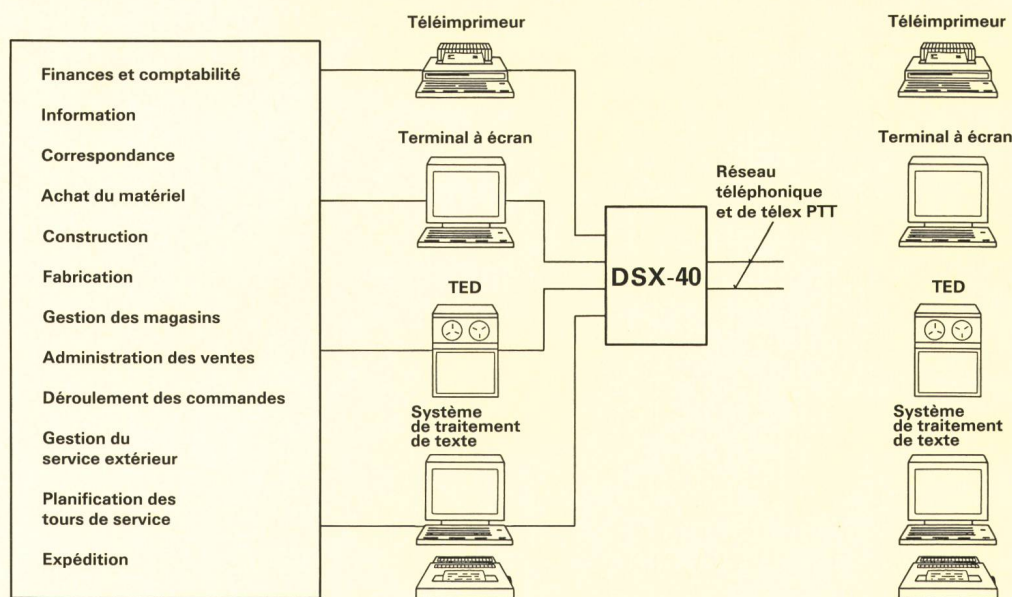 Finances et comptabilité
Information
Correspondance
Achat du matériel
Construction
Fabrication
Gestion des magasins
Administration des ventes
Déroulement des commandes
Gestion du
service extérieur
Planification des
tours de service
Expédition
Téléimprimeur
Terminal à écran
TED
Système
de traitement
de texte
DSX-40
Réseau
téléphonique
et de télex PTT
Téléimprimeur
Terminal à écran
TED
Système
de traitement
de texte